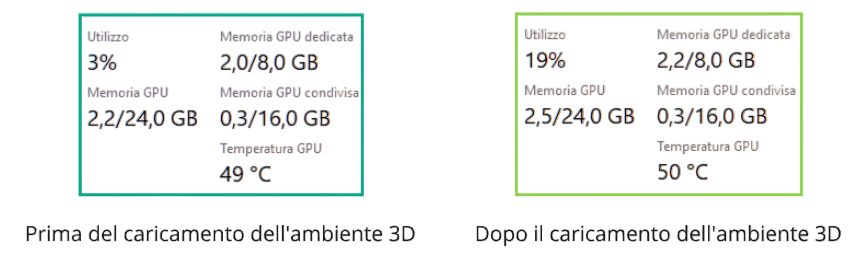 Utilizzo Memoria GPU dedicata
3% 2,0/8,0 GB
Memoria GPU Memoria GPU condivisa
2,2/24,0 GB 0,3/16,0 GB
Temperatura GPU
49 °C
Prima del caricamento dell'ambiente 3D
Utilizzo Memoria GPU dedicata
19% 2,2/8,0 GB
Memoria GPU Memoria GPU condivisa
2,5/24,0 GB 0,3/16,0 GB
Temperatura GPU
50 °C
Dopo il caricamento dell'ambiente 3D